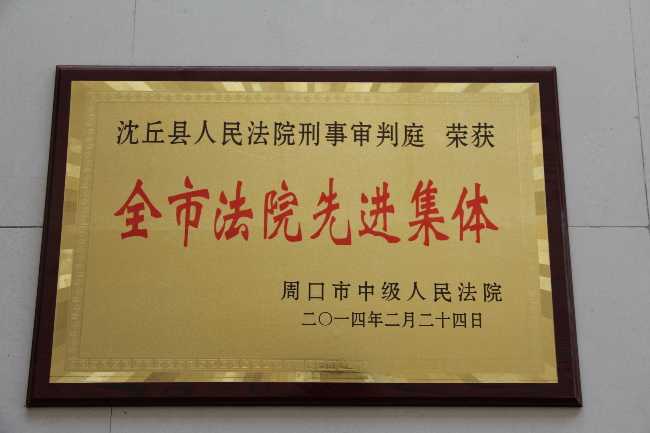 沈丘县人民法院刑事审判庭 荣获
全市法院先进集体
周口市中级人民法院
二〇一四年二月二十四日